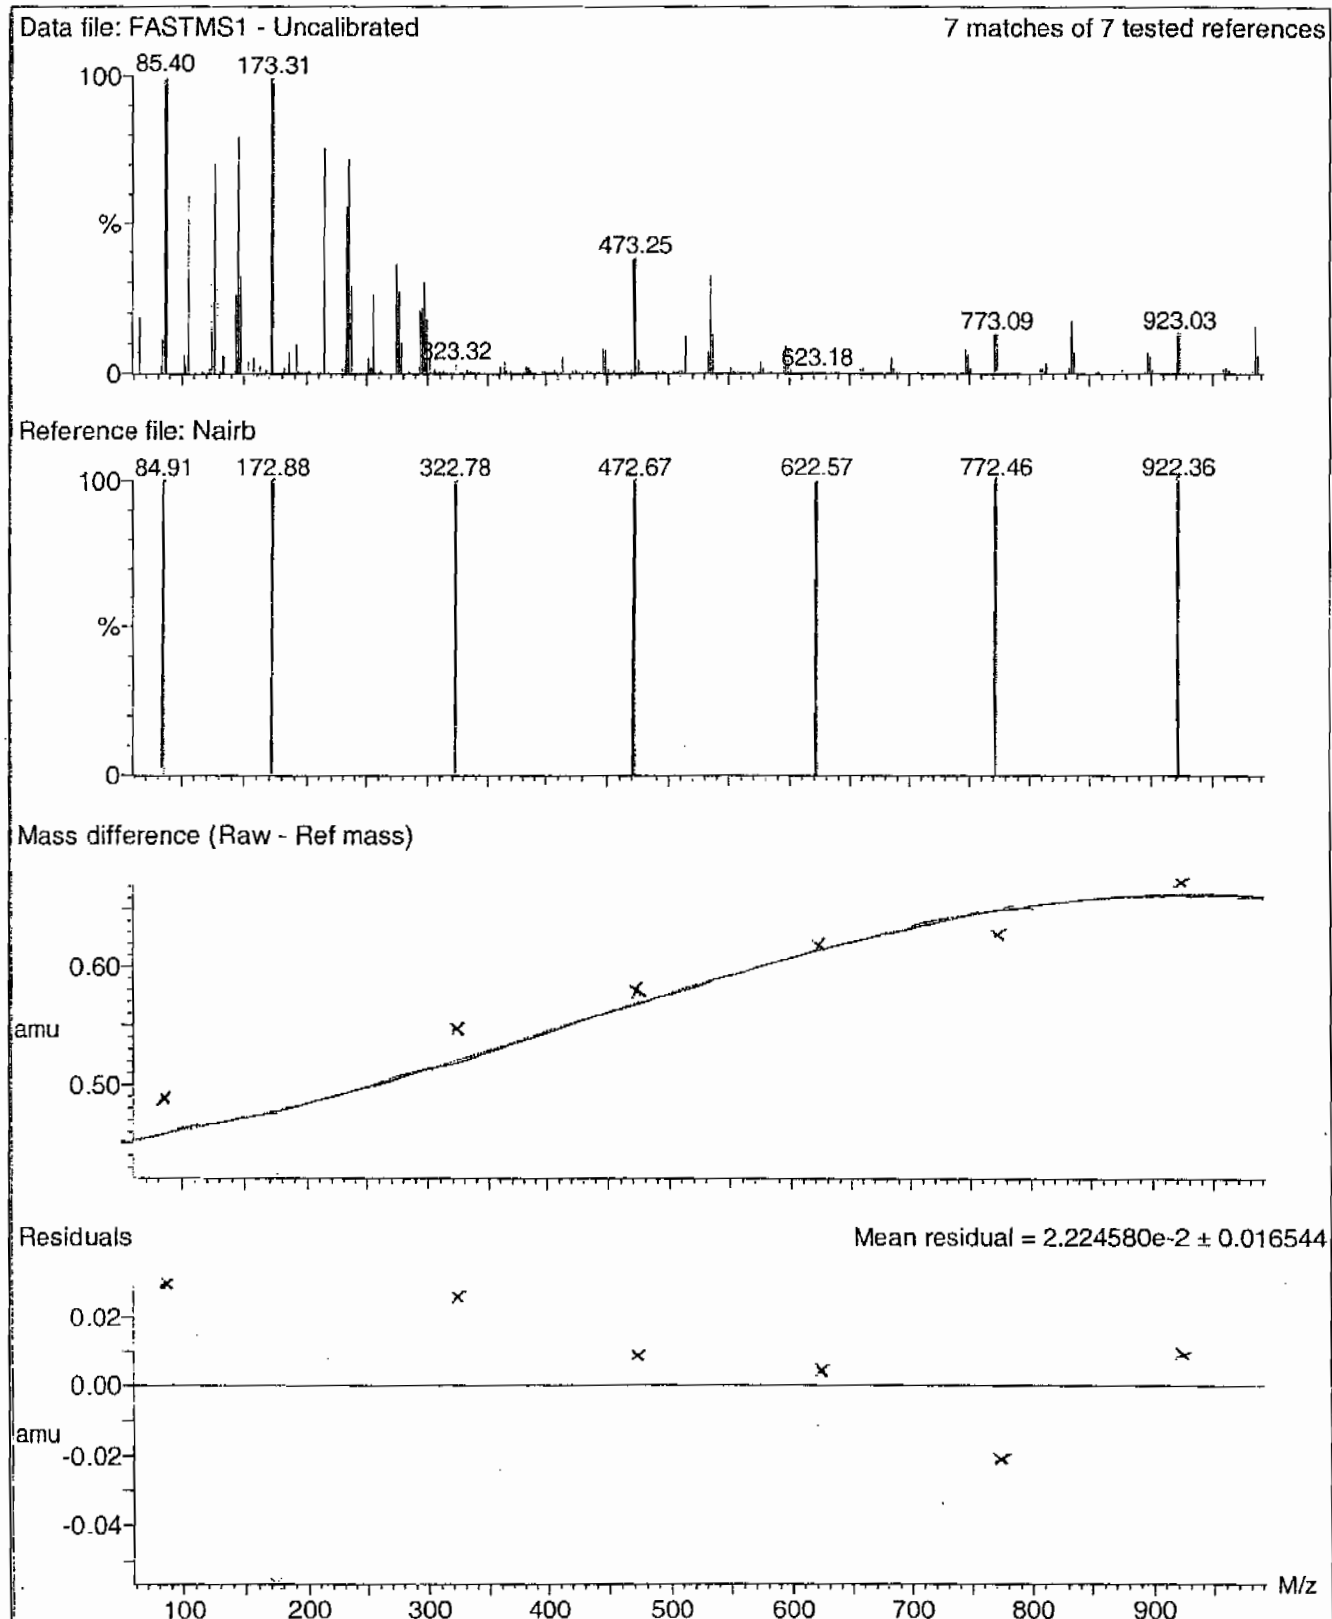 Data file: FASTMS1 - Uncalibrated 7 matches of 7 tested references
85.40 173.31
100
%
473.25
773.09 923.03
323.32 623.18
0
Reference file: Nairb
84.91 172.88 322.78 472.67 622.57 772.46 922.36
100
%
0
Mass difference (Raw - Ref mass)
0.60
amu
0.50
Residuals Mean residual = 2.224580e-2 ± 0.016544
0.02
0.00
amu
-0.02
-0.04
M/z
100 200 300 400 500 600 700 800 900